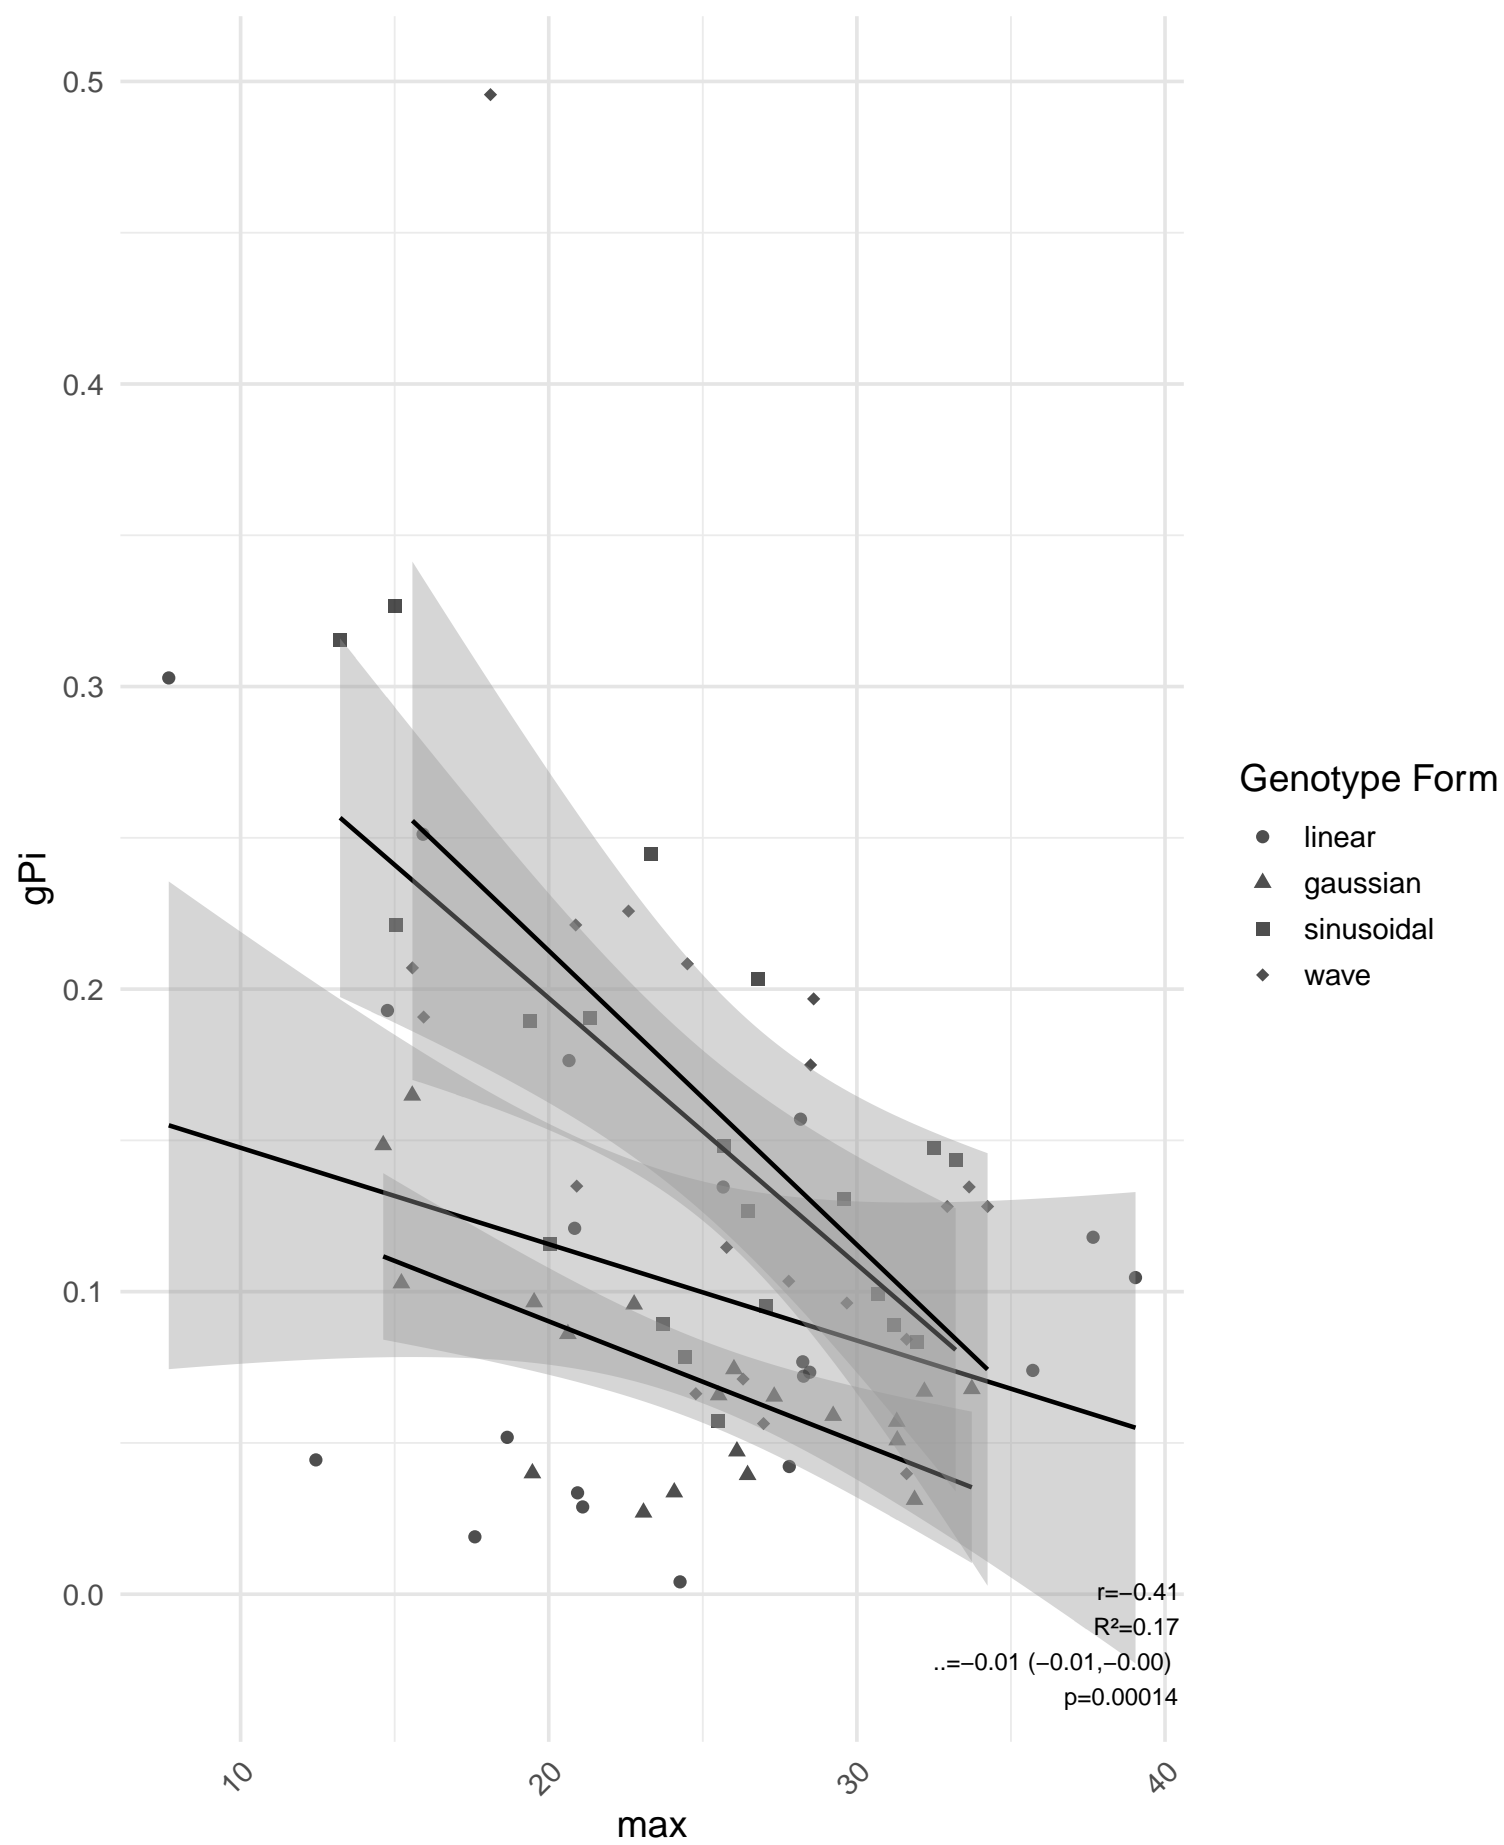 0.5
0.4
0.3
0.2
0.1
0.0
gPi
10
20
30
40
max
Genotype Form
linear
gaussian
sinusoidal
wave
r=−0.41
R²=0.17
..=−0.01 (−0.01,−0.00)
p=0.00014